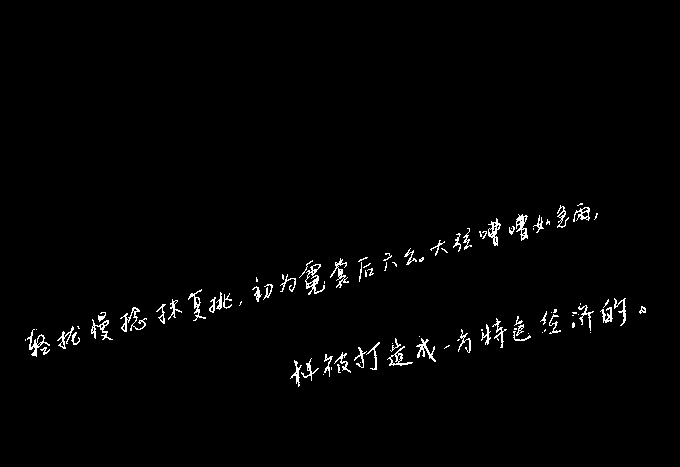 轻拢慢捻抹复挑，初为霓裳后六幺。大弦嘈嘈如急雨，
样被打造成一方特色经济的。